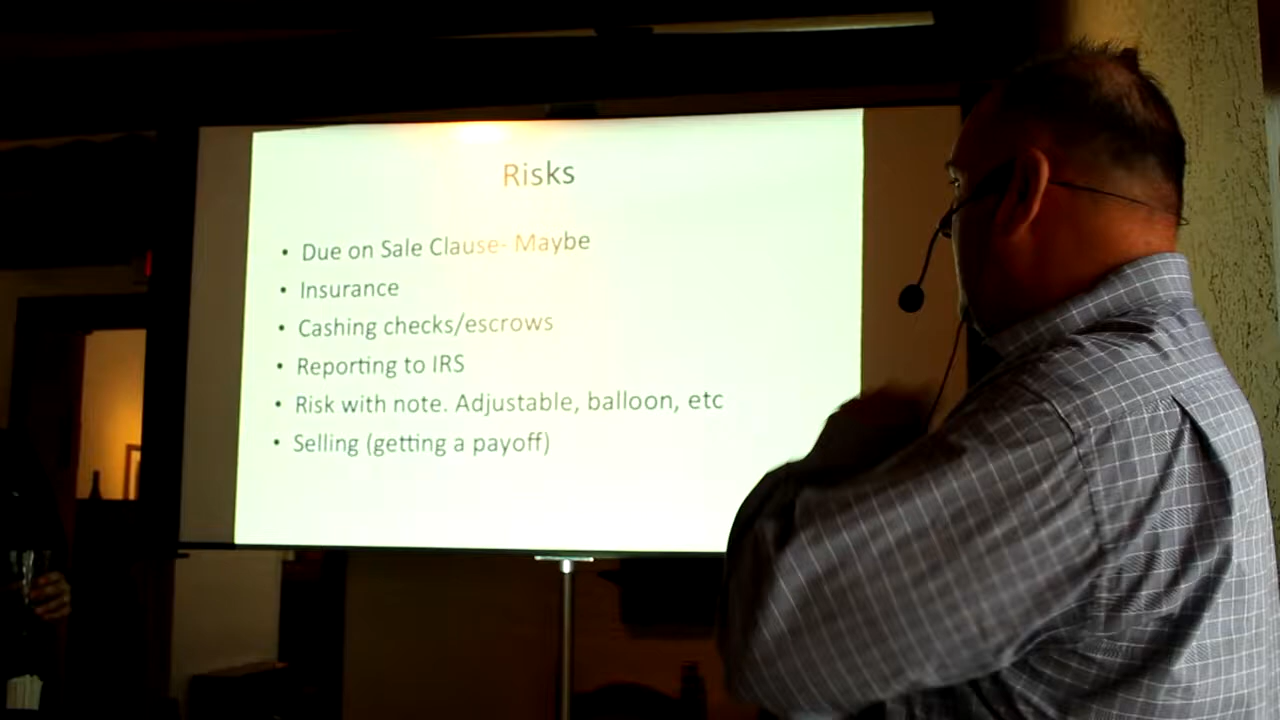 Risks
• Due on Sale Clause- Maybe
• Insurance
• Cashing checks/escrows
• Reporting to IRS
• Risk with note. Adjustable, balloon, etc
• Selling (getting a payoff)